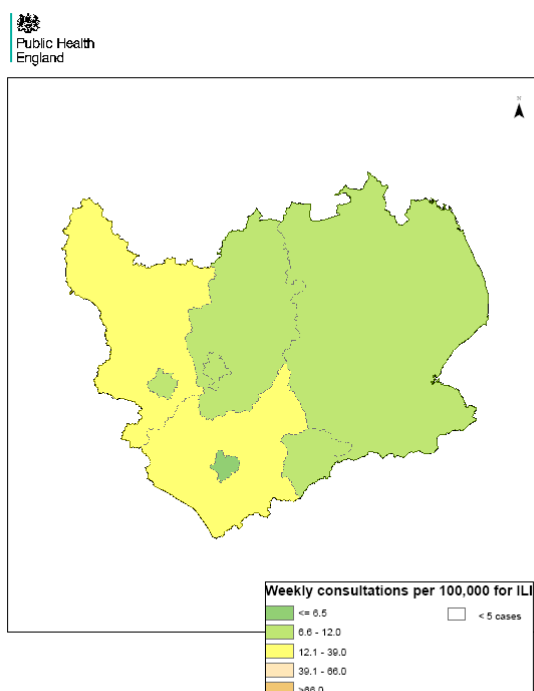 Public Health
England
N
Weekly consultations per 100,000 for ILI
<= 6.5
< 5 cases
6.6 - 12.0
12.1 - 39.0
39.1 - 66.0
>66.0